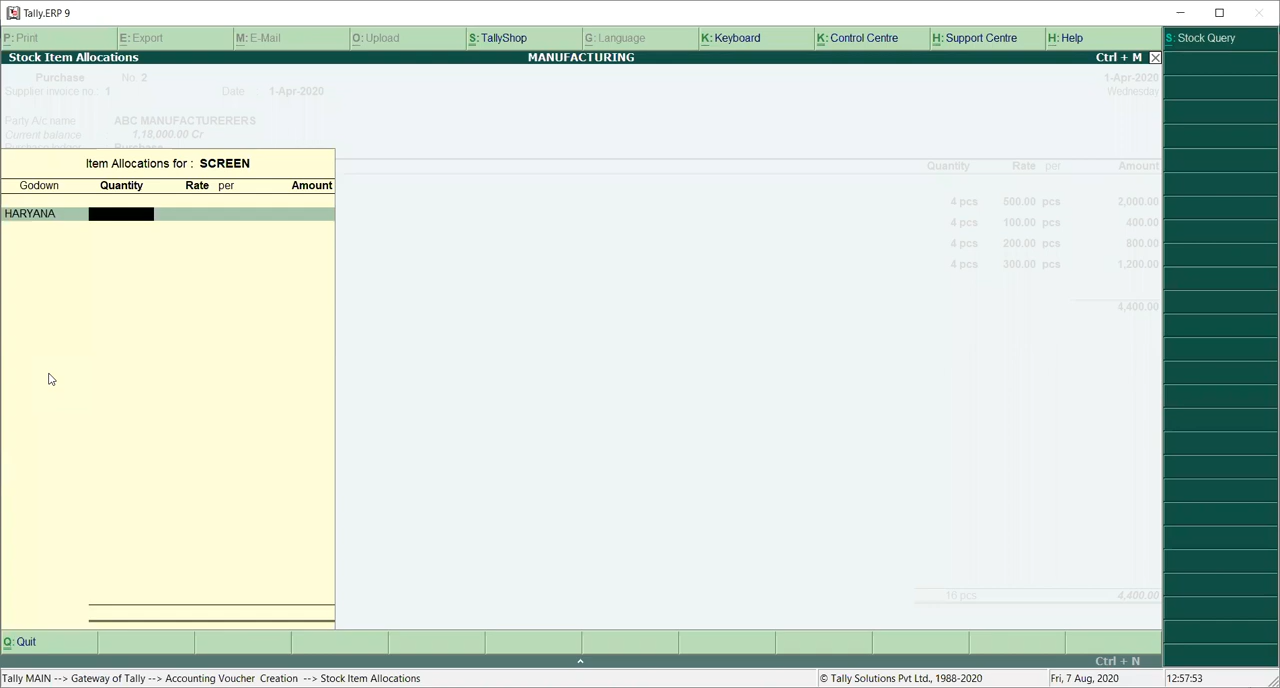 Tally.ERP 9
P: Print E: Export M: E-Mail O: Upload S: TallyShop G: Language K: Keyboard K: Control Centre H: Support Centre H: Help S: Stock Query
Stock Item Allocations MANUFACTURING Ctrl + M
Purchase No. 2 1-Apr-2020
Supplier invoice no.: 1 Date : 1-Apr-2020 Wednesday
Party A/c name : ABC MANUFACTURERERS
Current balance : 1,18,000.00 Cr
Purchase ledger : Purchase
Item Allocations for : SCREEN
Quantity Rate per Amount
Godown Quantity Rate per Amount
4 pcs 500.00 pcs 2,000.00
HARYANA
4 pcs 100.00 pcs 400.00
4 pcs 200.00 pcs 800.00
4 pcs 300.00 pcs 1,200.00
4,400.00
16 pcs 4,400.00
Q: Quit
Ctrl + N
Tally MAIN --> Gateway of Tally --> Accounting Voucher Creation --> Stock Item Allocations © Tally Solutions Pvt Ltd., 1988-2020 Fri, 7 Aug, 2020 12:57:53